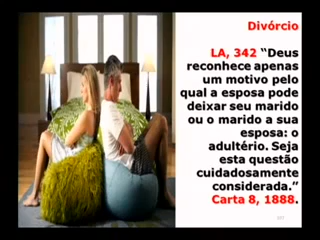 Divórcio
LA, 342 “Deus
reconhece apenas
um motivo pelo
qual a esposa pode
deixar seu marido
ou o marido a sua
esposa: o
adultério. Seja
esta questão
cuidadosamente
considerada.”
Carta 8, 1888.